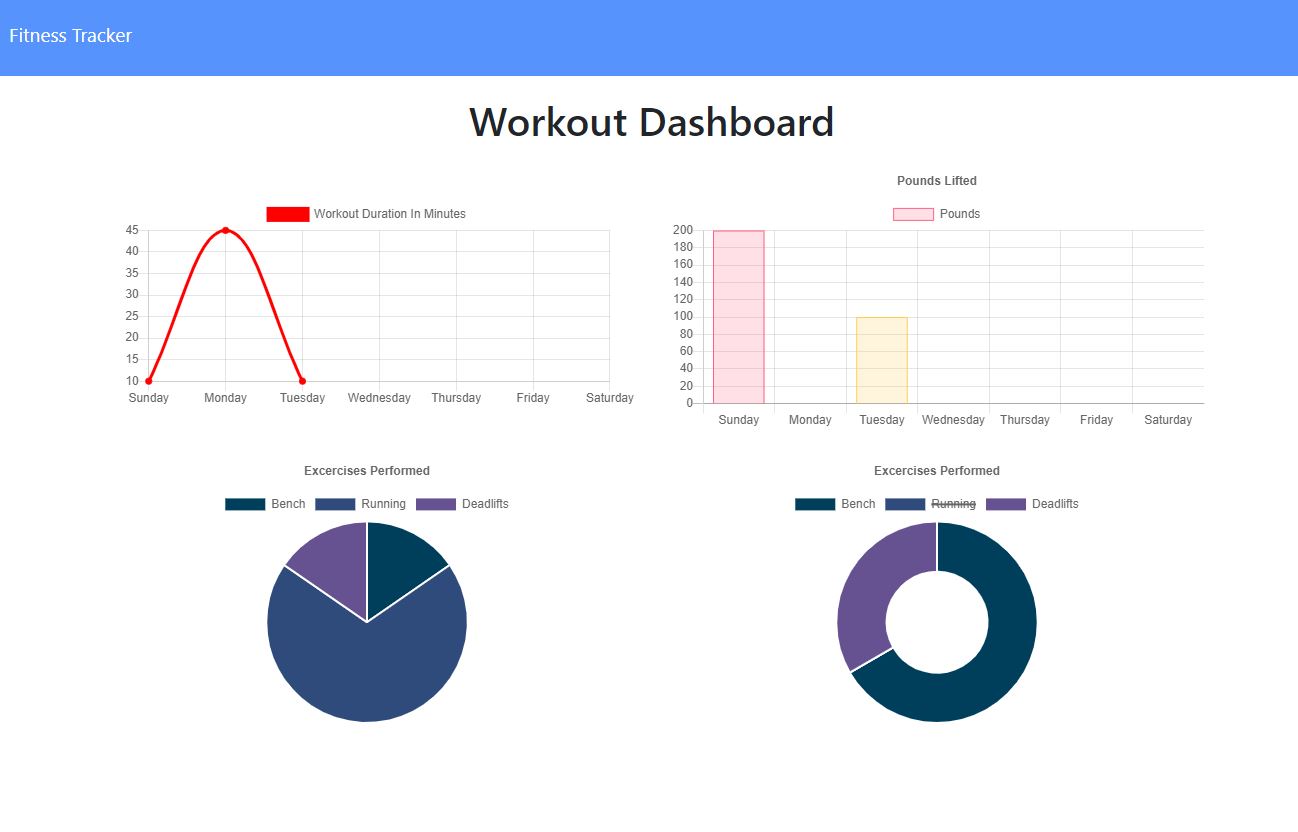 Fitness Tracker
Workout Dashboard
Workout Duration In Minutes
45
40
35
30
25
20
15
10
Sunday Monday Tuesday Wednesday Thursday Friday Saturday
Pounds Lifted
Pounds
200
180
160
140
120
100
80
60
40
20
0
Sunday Monday Tuesday Wednesday Thursday Friday Saturday
Excercises Performed
Bench Running Deadlifts
Excercises Performed
Bench Running Deadlifts